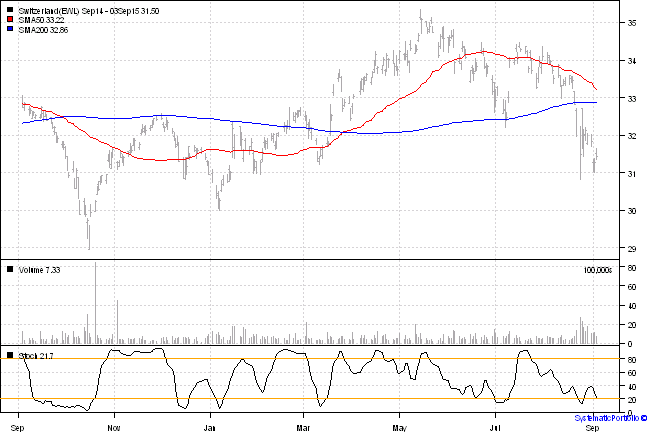 Switzerland(EWL) Sep14 - 03Sep15 31.50
SMA50 33.22
SMA200 32.86
35
34
33
32
31
30
29
Volume 7.33
100,000s
80
60
40
20
0
Stoch 21.7
80
60
40
20
0
Sep
Nov
Jan
Mar
May
Jul
Sep
SystematicPortfolio ©